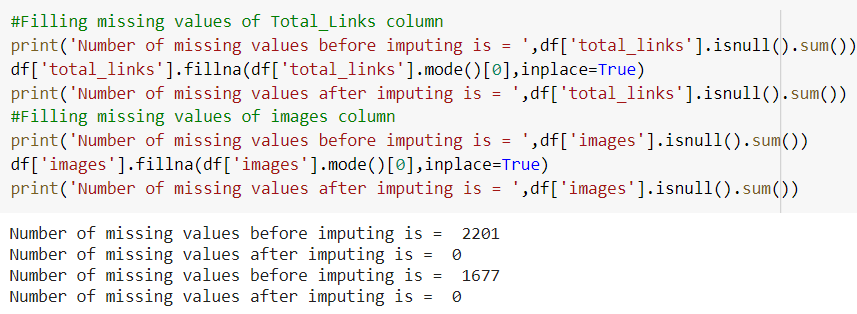 #Filling missing values of Total_Links column
print('Number of missing values before imputing is = ',df['total_links'].isnull().sum())
df['total_links'].fillna(df['total_links'].mode()[0],inplace=True)
print('Number of missing values after imputing is = ',df['total_links'].isnull().sum())
#Filling missing values of images column
print('Number of missing values before imputing is = ',df['images'].isnull().sum())
df['images'].fillna(df['images'].mode()[0],inplace=True)
print('Number of missing values after imputing is = ',df['images'].isnull().sum())
Number of missing values before imputing is =  2201
Number of missing values after imputing is =  0
Number of missing values before imputing is =  1677
Number of missing values after imputing is =  0